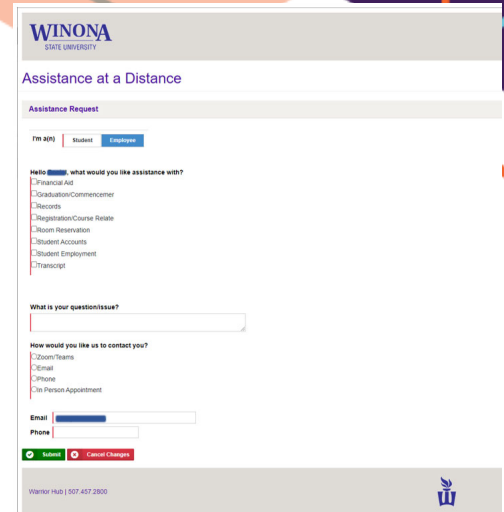 WINONA
STATE UNIVERSITY
Assistance at a Distance
Assistance Request
I'm a(n) Student Employee
Hello , what would you like assistance with?
Financial Aid
Graduation/Commencemer
Records
Registration/Course Relate
Room Reservation
Student Accounts
Student Employment
Transcript
What is your question/issue?
How would you like us to contact you?
Zoom/Teams
Email
Phone
In Person Appointment
Email
Phone
Submit Cancel Changes
Warrior Hub | 507.457.2800
W